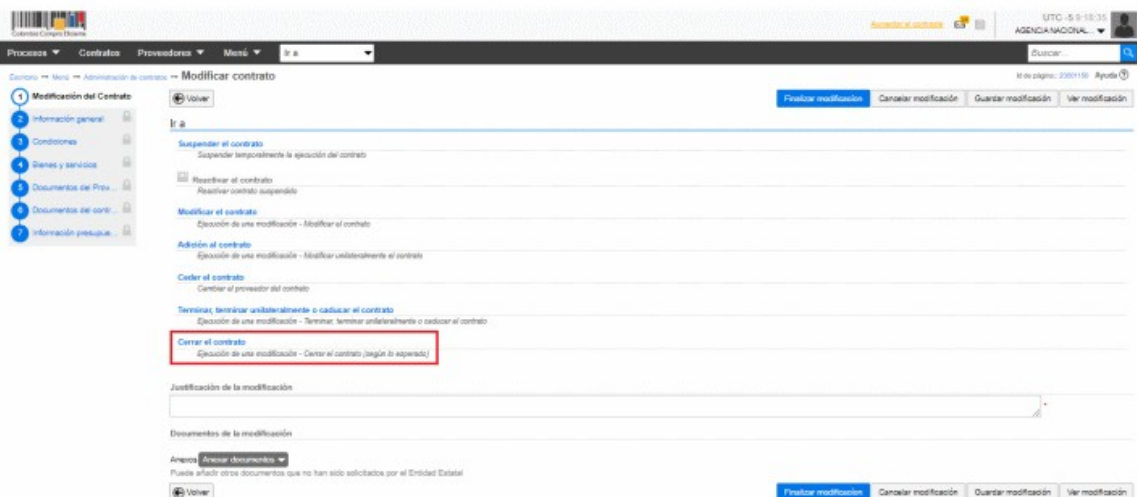 Colombia Compra Eficiente
Aumentar el contraste
UTC -5 9:18:35
AGENCIA NACIONAL...
Procesos Contratos Proveedores Menú Ir a
Buscar...
Escritorio → Menú → Administración de contratos → Modificar contrato
Id de página: Ayuda
1 Modificación del Contrato
2 Información general
3 Condiciones
4 Bienes y servicios
5 Documentos del Prov...
6 Documentos del contr...
7 Información presupue...
Volver
Finalizar modificacion Cancelar modificación Guardar modificación Ver modificación
Ir a
Suspender el contrato
Suspender temporalmente la ejecución del contrato
Reactivar el contrato
Reactivar contrato suspendido
Modificar el contrato
Ejecución de una modificación - Modificar el contrato
Adición al contrato
Ejecución de una modificación - Modificar unilateralmente el contrato
Ceder el contrato
Cambiar el proveedor del contrato
Terminar, terminar unilateralmente o caducar el contrato
Ejecución de una modificación - Terminar, terminar unilateralmente o caducar el contrato
Cerrar el contrato
Ejecución de una modificación - Cerrar el contrato (según lo esperado)
Justificación de la modificación
Documentos de la modificación
Anexos Anexar documentos
Puede añadir otros documentos que no han sido solicitados por el Entidad Estatal
Volver
Finalizar modificacion Cancelar modificación Guardar modificación Ver modificación